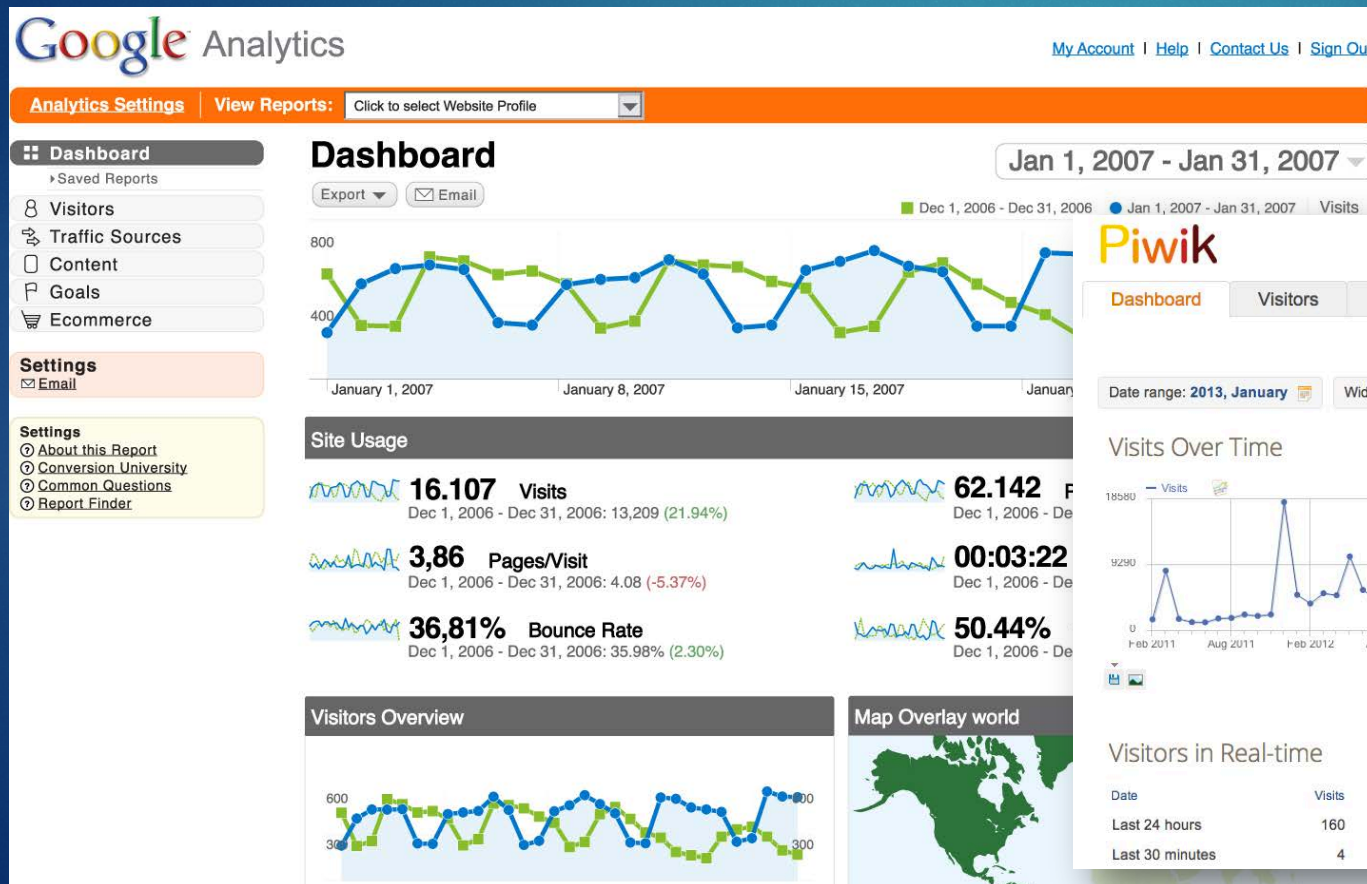 Google Analytics
My Account | Help | Contact Us | Sign Ou
Analytics Settings | View Reports: Click to select Website Profile
Dashboard
Saved Reports
Visitors
Traffic Sources
Content
Goals
Ecommerce
Settings
Email
Settings
About this Report
Conversion University
Common Questions
Report Finder
Dashboard
Jan 1, 2007 - Jan 31, 2007
Export
Email
Dec 1, 2006 - Dec 31, 2006
Jan 1, 2007 - Jan 31, 2007
Visits
800
400
January 1, 2007
January 8, 2007
January 15, 2007
January
Site Usage
16.107 Visits
Dec 1, 2006 - Dec 31, 2006: 13,209 (21.94%)
3,86 Pages/Visit
Dec 1, 2006 - Dec 31, 2006: 4.08 (-5.37%)
36,81% Bounce Rate
Dec 1, 2006 - Dec 31, 2006: 35.98% (2.30%)
62.142 P
Dec 1, 2006 - De
00:03:22
Dec 1, 2006 - De
50.44%
Dec 1, 2006 - De
Visitors Overview
600
300
600
300
Map Overlay world
Piwik
Dashboard
Visitors
Date range: 2013, January
Wid
Visits Over Time
Visits
18580
9290
0
Feb 2011
Aug 2011
Feb 2012
Visitors in Real-time
Date Visits
Last 24 hours 160
Last 30 minutes 4